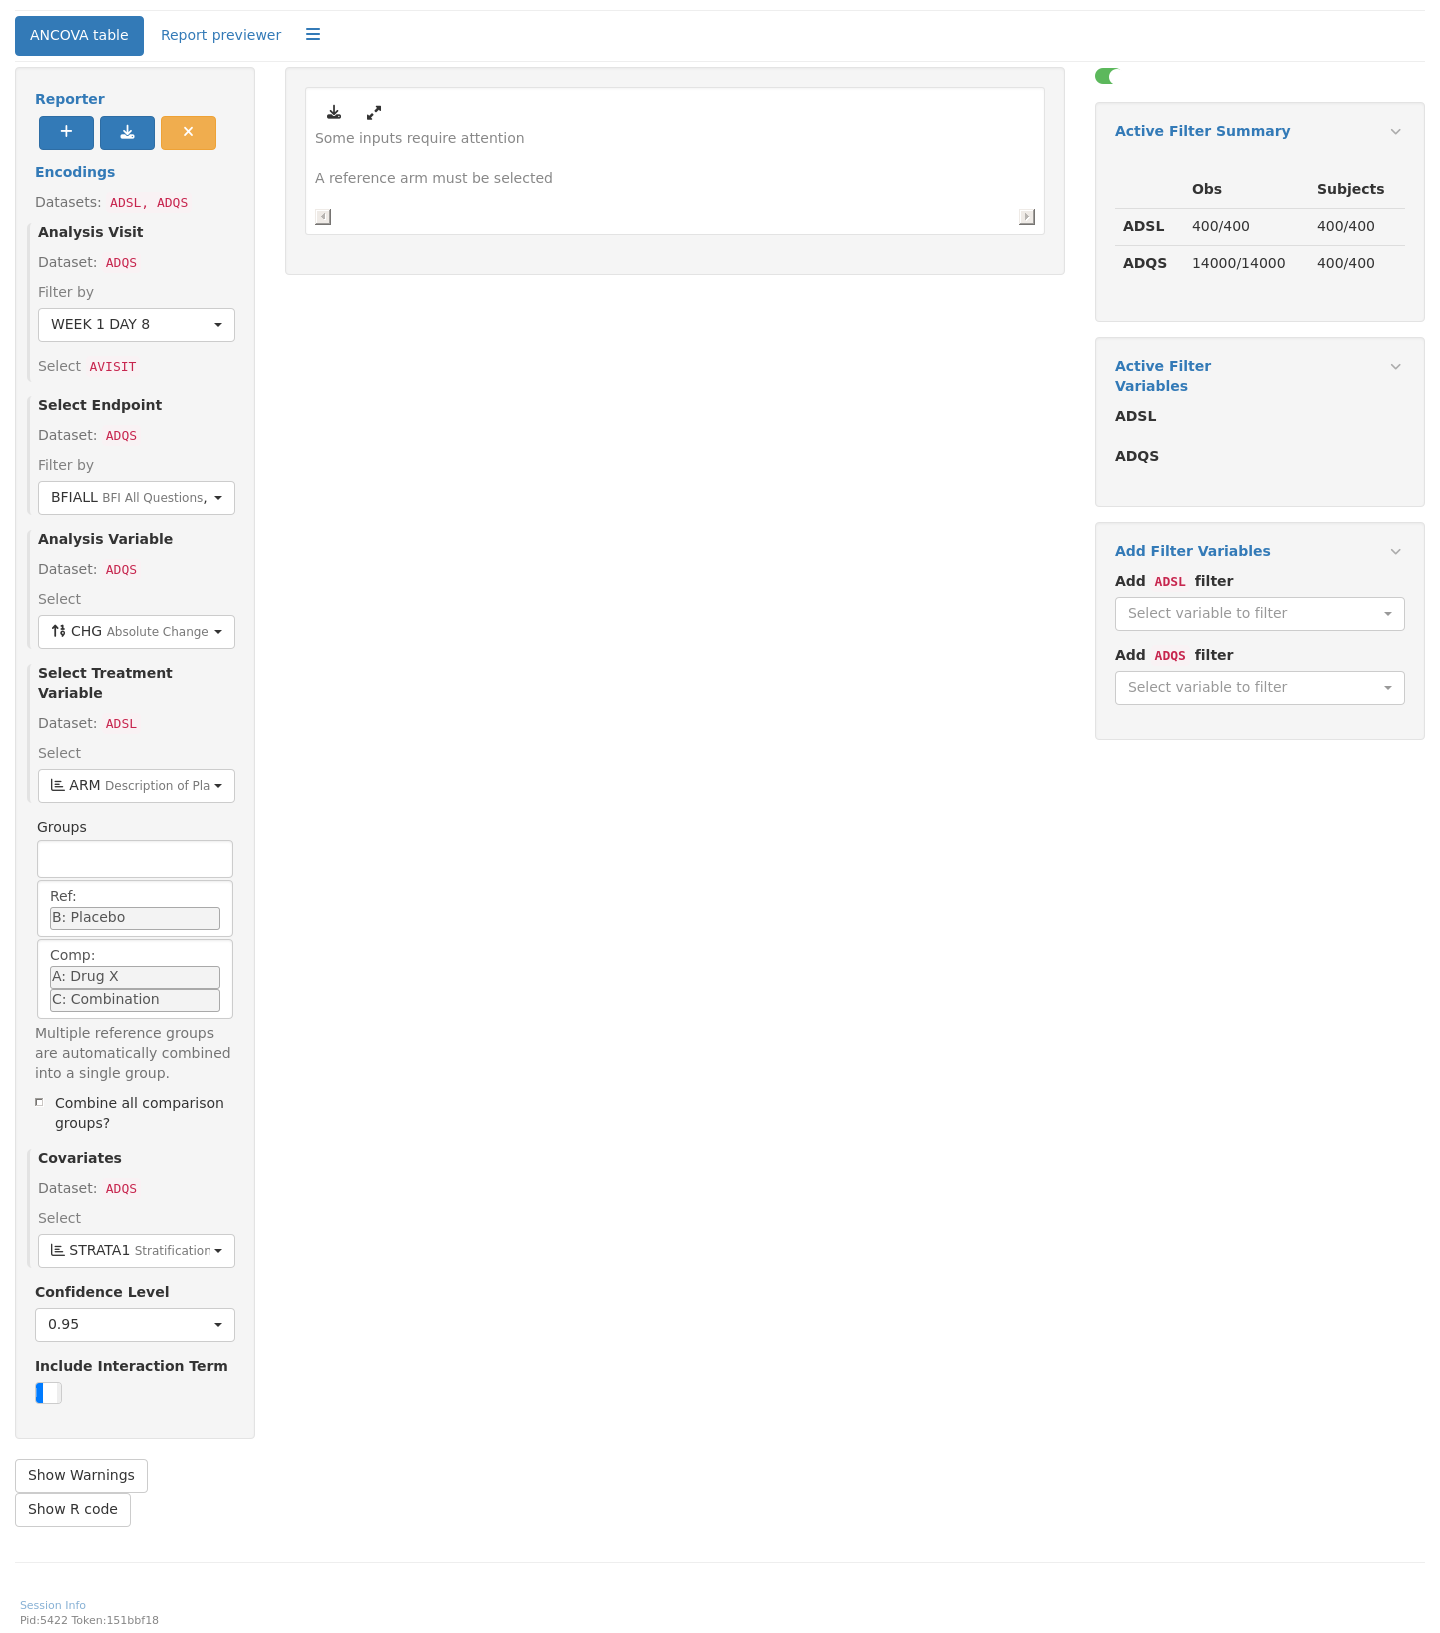 ANCOVA table
Report previewer
Reporter
Encodings
Datasets: ADSL, ADQS
Analysis Visit
Dataset: ADQS
Filter by
WEEK 1 DAY 8
Select AVISIT
Select Endpoint
Dataset: ADQS
Filter by
BFIALL BFI All Questions,
Analysis Variable
Dataset: ADQS
Select
CHG Absolute Change
Select Treatment
Variable
Dataset: ADSL
Select
ARM Description of Pla
Groups
Ref:
B: Placebo
Comp:
A: Drug X
C: Combination
Multiple reference groups
are automatically combined
into a single group.
Combine all comparison
groups?
Covariates
Dataset: ADQS
Select
STRATA1 Stratification
Confidence Level
0.95
Include Interaction Term
Show Warnings
Show R code
Some inputs require attention
A reference arm must be selected
Active Filter Summary
Obs Subjects
ADSL 400/400 400/400
ADQS 14000/14000 400/400
Active Filter
Variables
ADSL
ADQS
Add Filter Variables
Add ADSL filter
Select variable to filter
Add ADQS filter
Select variable to filter
Session Info
Pid:5422 Token:151bbf18